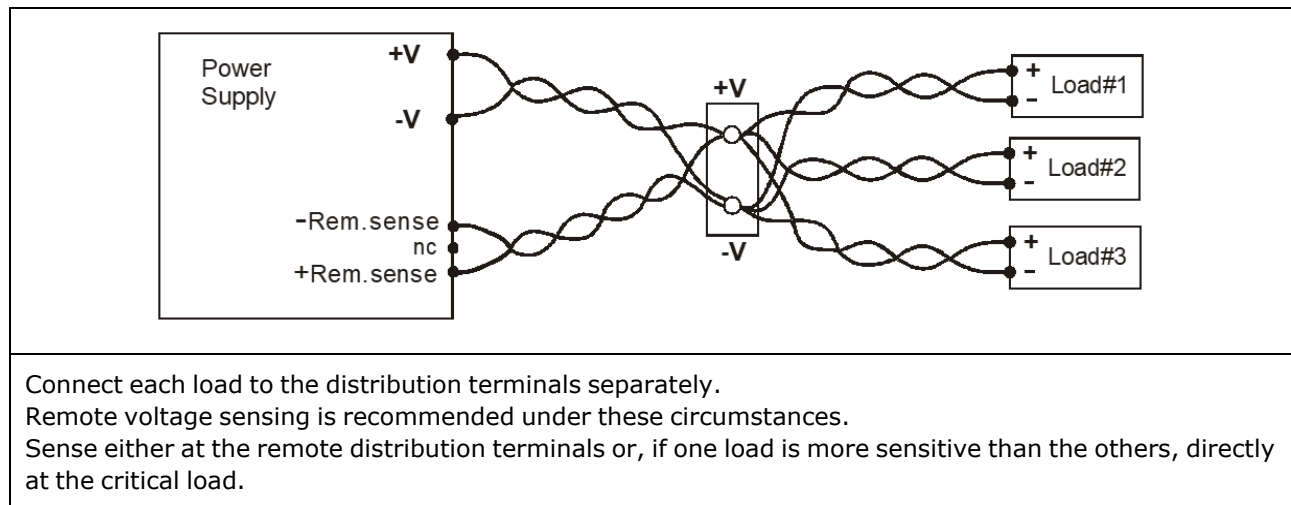 Power
Supply
+V
-V
-Rem.sense
nc
+Rem.sense
+V
-V
+
-
Load#1
+
-
Load#2
+
-
Load#3
Connect each load to the distribution terminals separately.
Remote voltage sensing is recommended under these circumstances.
Sense either at the remote distribution terminals or, if one load is more sensitive than the others, directly
at the critical load.